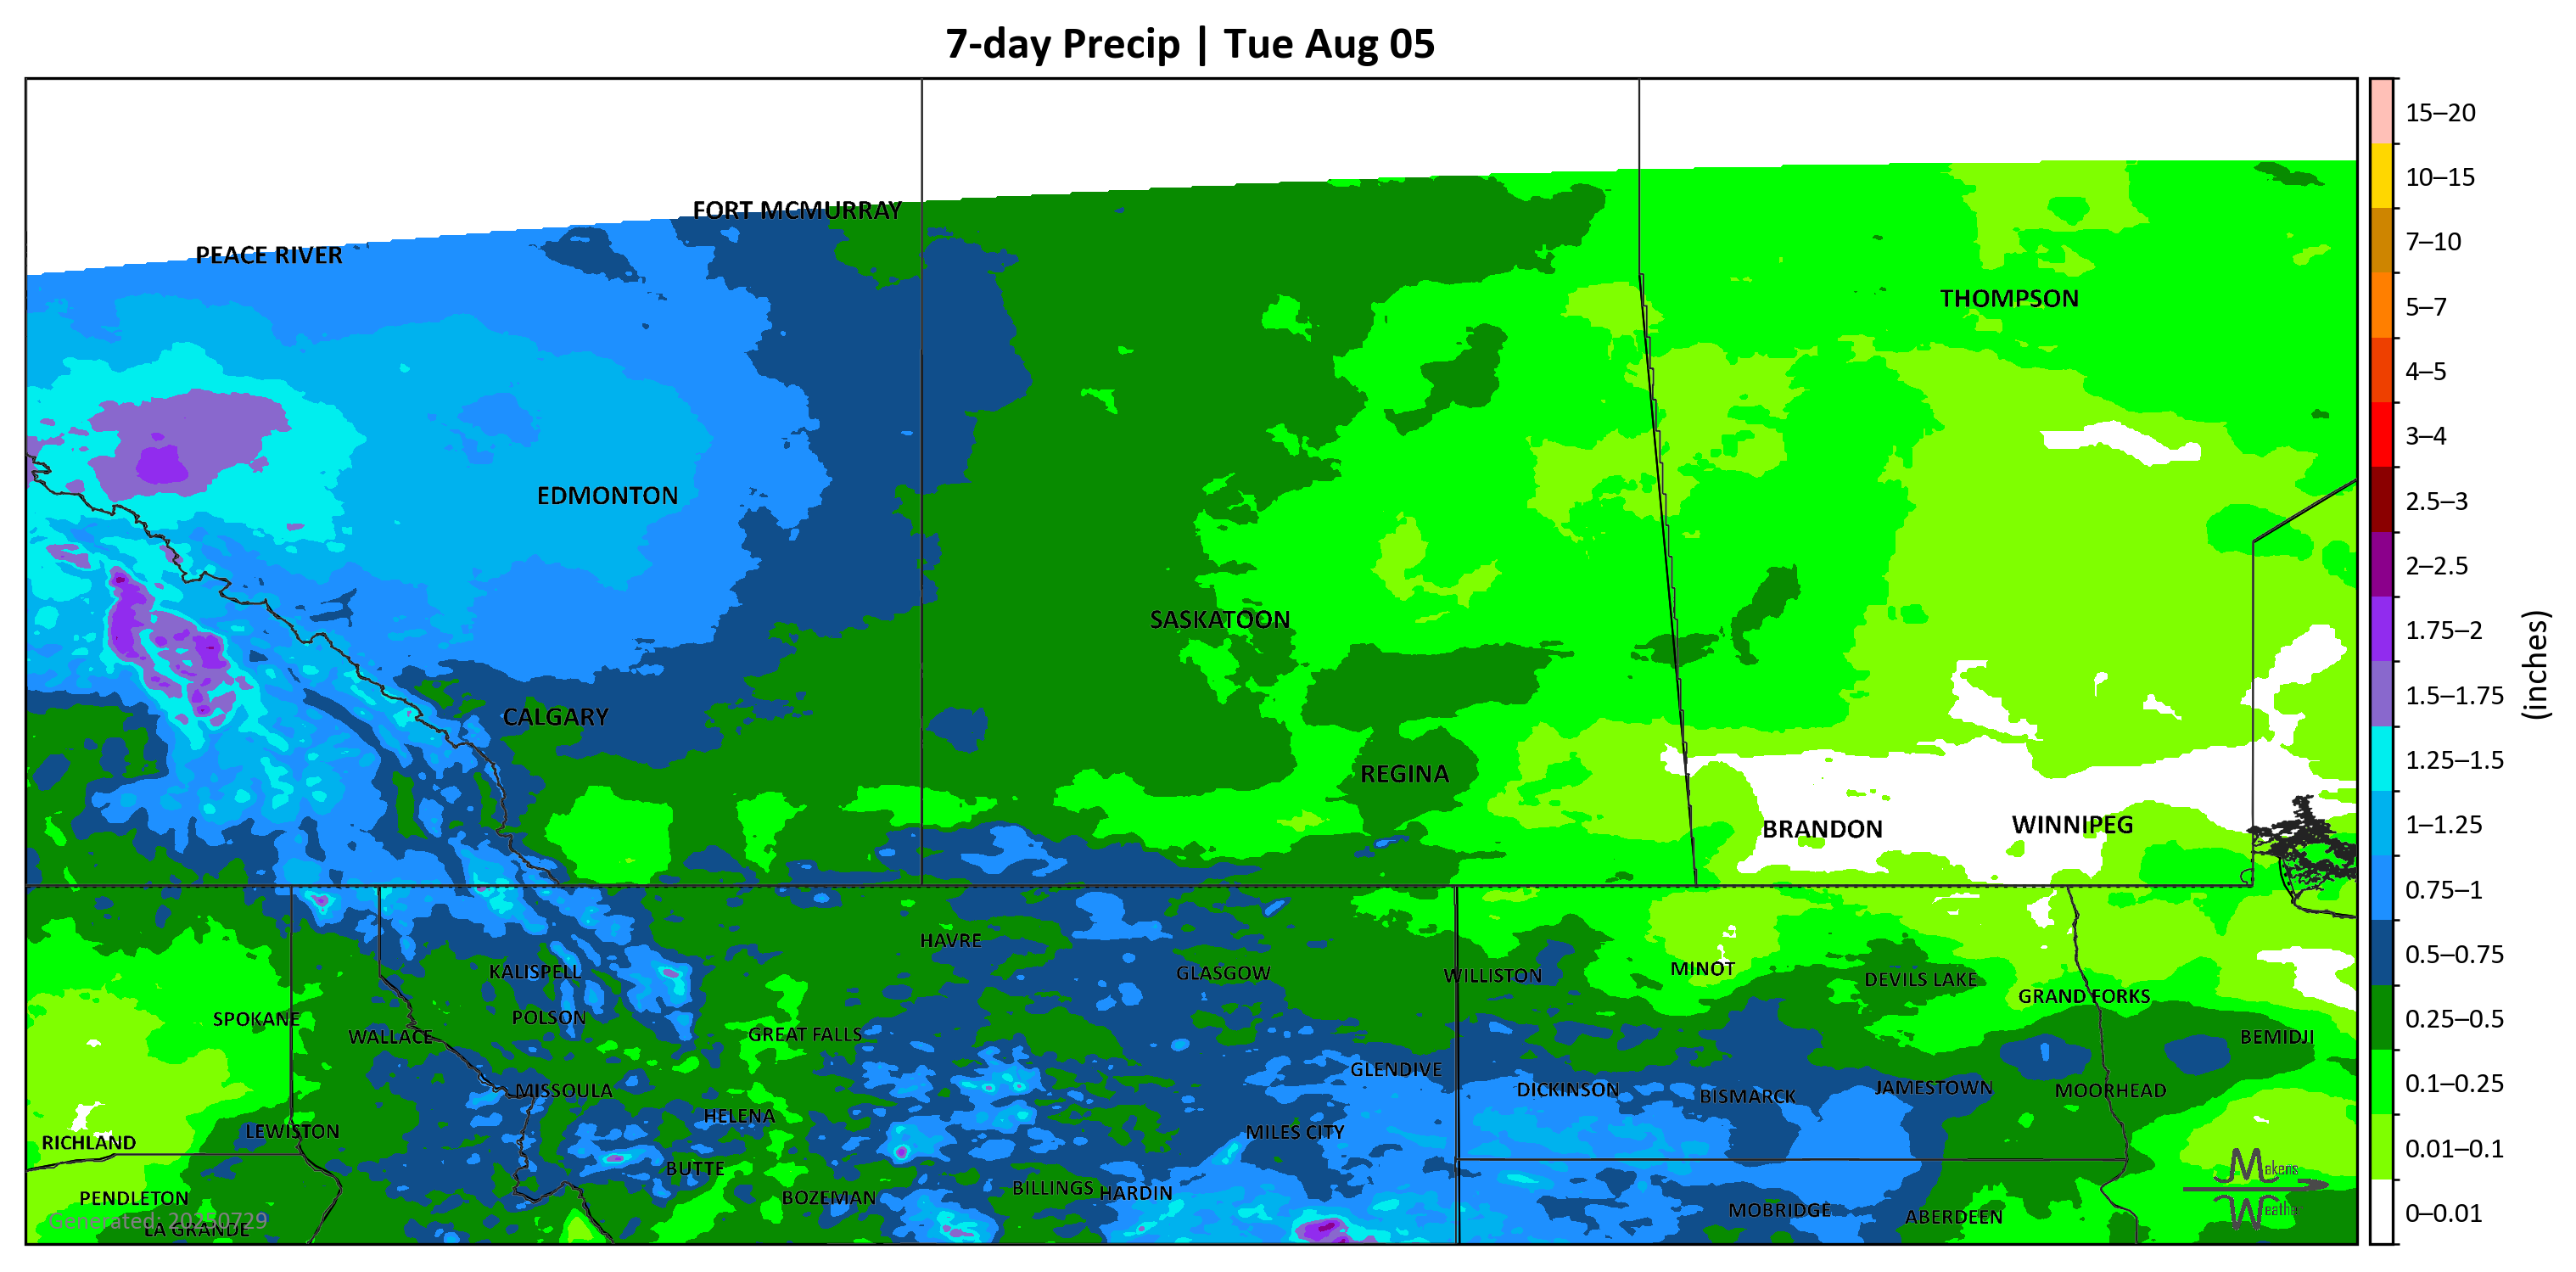 7-day Precip | Tue Aug 05
15–20
10–15
7–10
5–7
4–5
3–4
2.5–3
2–2.5
1.75–2
1.5–1.75
1.25–1.5
1–1.25
0.75–1
0.5–0.75
0.25–0.5
0.1–0.25
0.01–0.1
0–0.01
(inches)
FORT MCMURRAY
PEACE RIVER
THOMPSON
EDMONTON
SASKATOON
CALGARY
REGINA
BRANDON
WINNIPEG
HAVRE
KALISPELL
GLASGOW
WILLISTON
MINOT
DEVILS LAKE
GRAND FORKS
SPOKANE
POLSON
WALLACE
GREAT FALLS
BEMIDJI
GLENDIVE
MISSOULA
DICKINSON
BISMARCK
JAMESTOWN
MOORHEAD
HELENA
LEWISTON
MILES CITY
RICHLAND
BUTTE
PENDLETON
BOZEMAN
BILLINGS
HARDIN
MOBRIDGE
ABERDEEN
Generated: 20250729
LA GRANDE
Makens
Weather